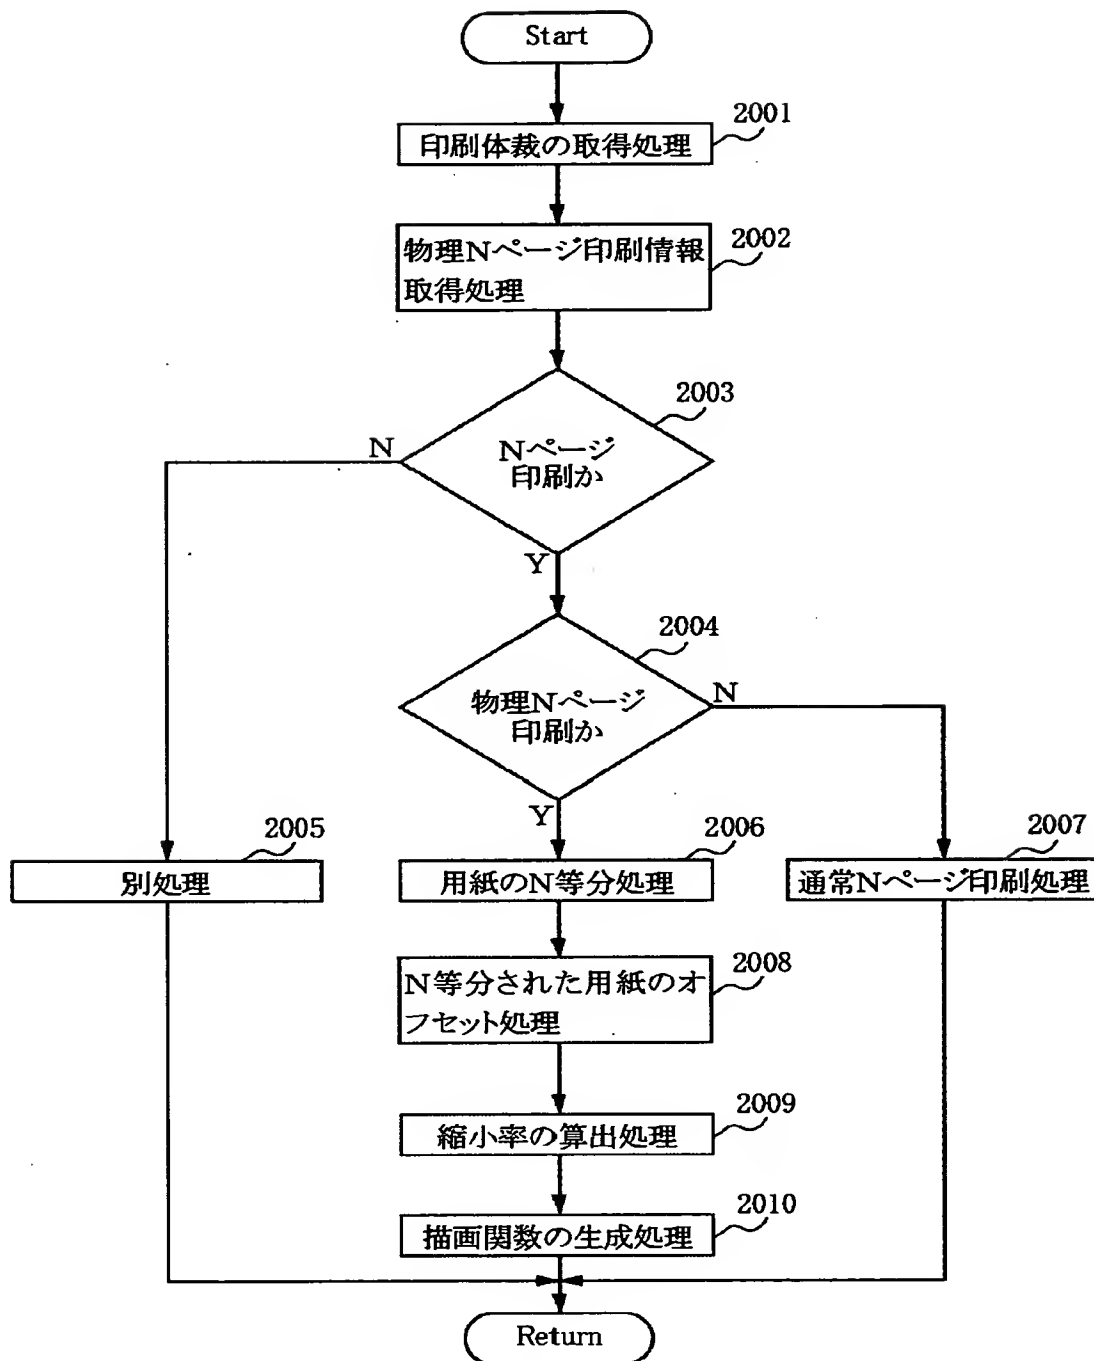 Start
2001
印刷体裁の取得処理
2002
物理Nページ印刷情報
取得処理
2003
N
Nページ
印刷か
Y
2004
物理Nページ
印刷か
N
Y
2005
別処理
2006
用紙のN等分処理
2007
通常Nページ印刷処理
2008
N等分された用紙のオ
フセット処理
2009
縮小率の算出処理
2010
描画関数の生成処理
Return